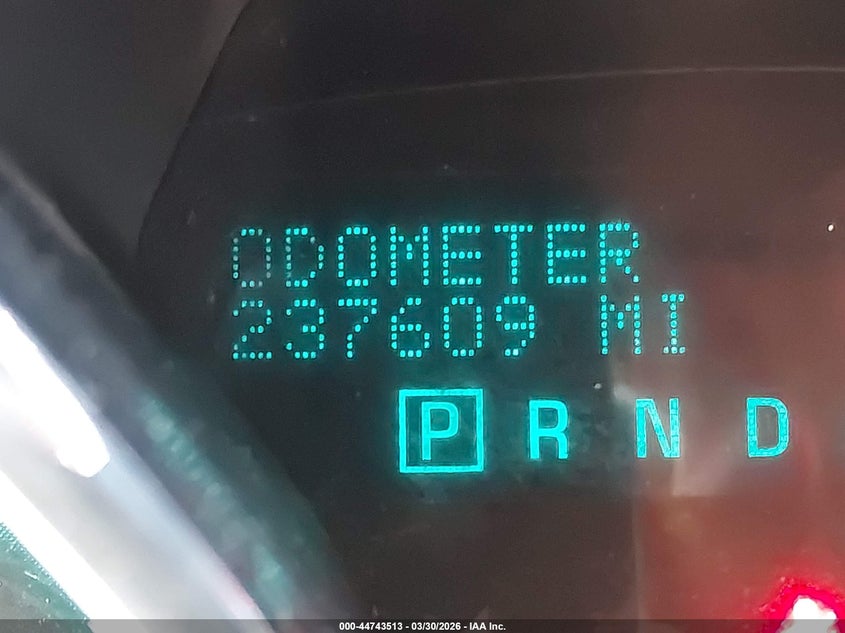 ODOMETER
237609 MI
P R N D
000-44743513 - 03/30/2026 - IAA Inc.